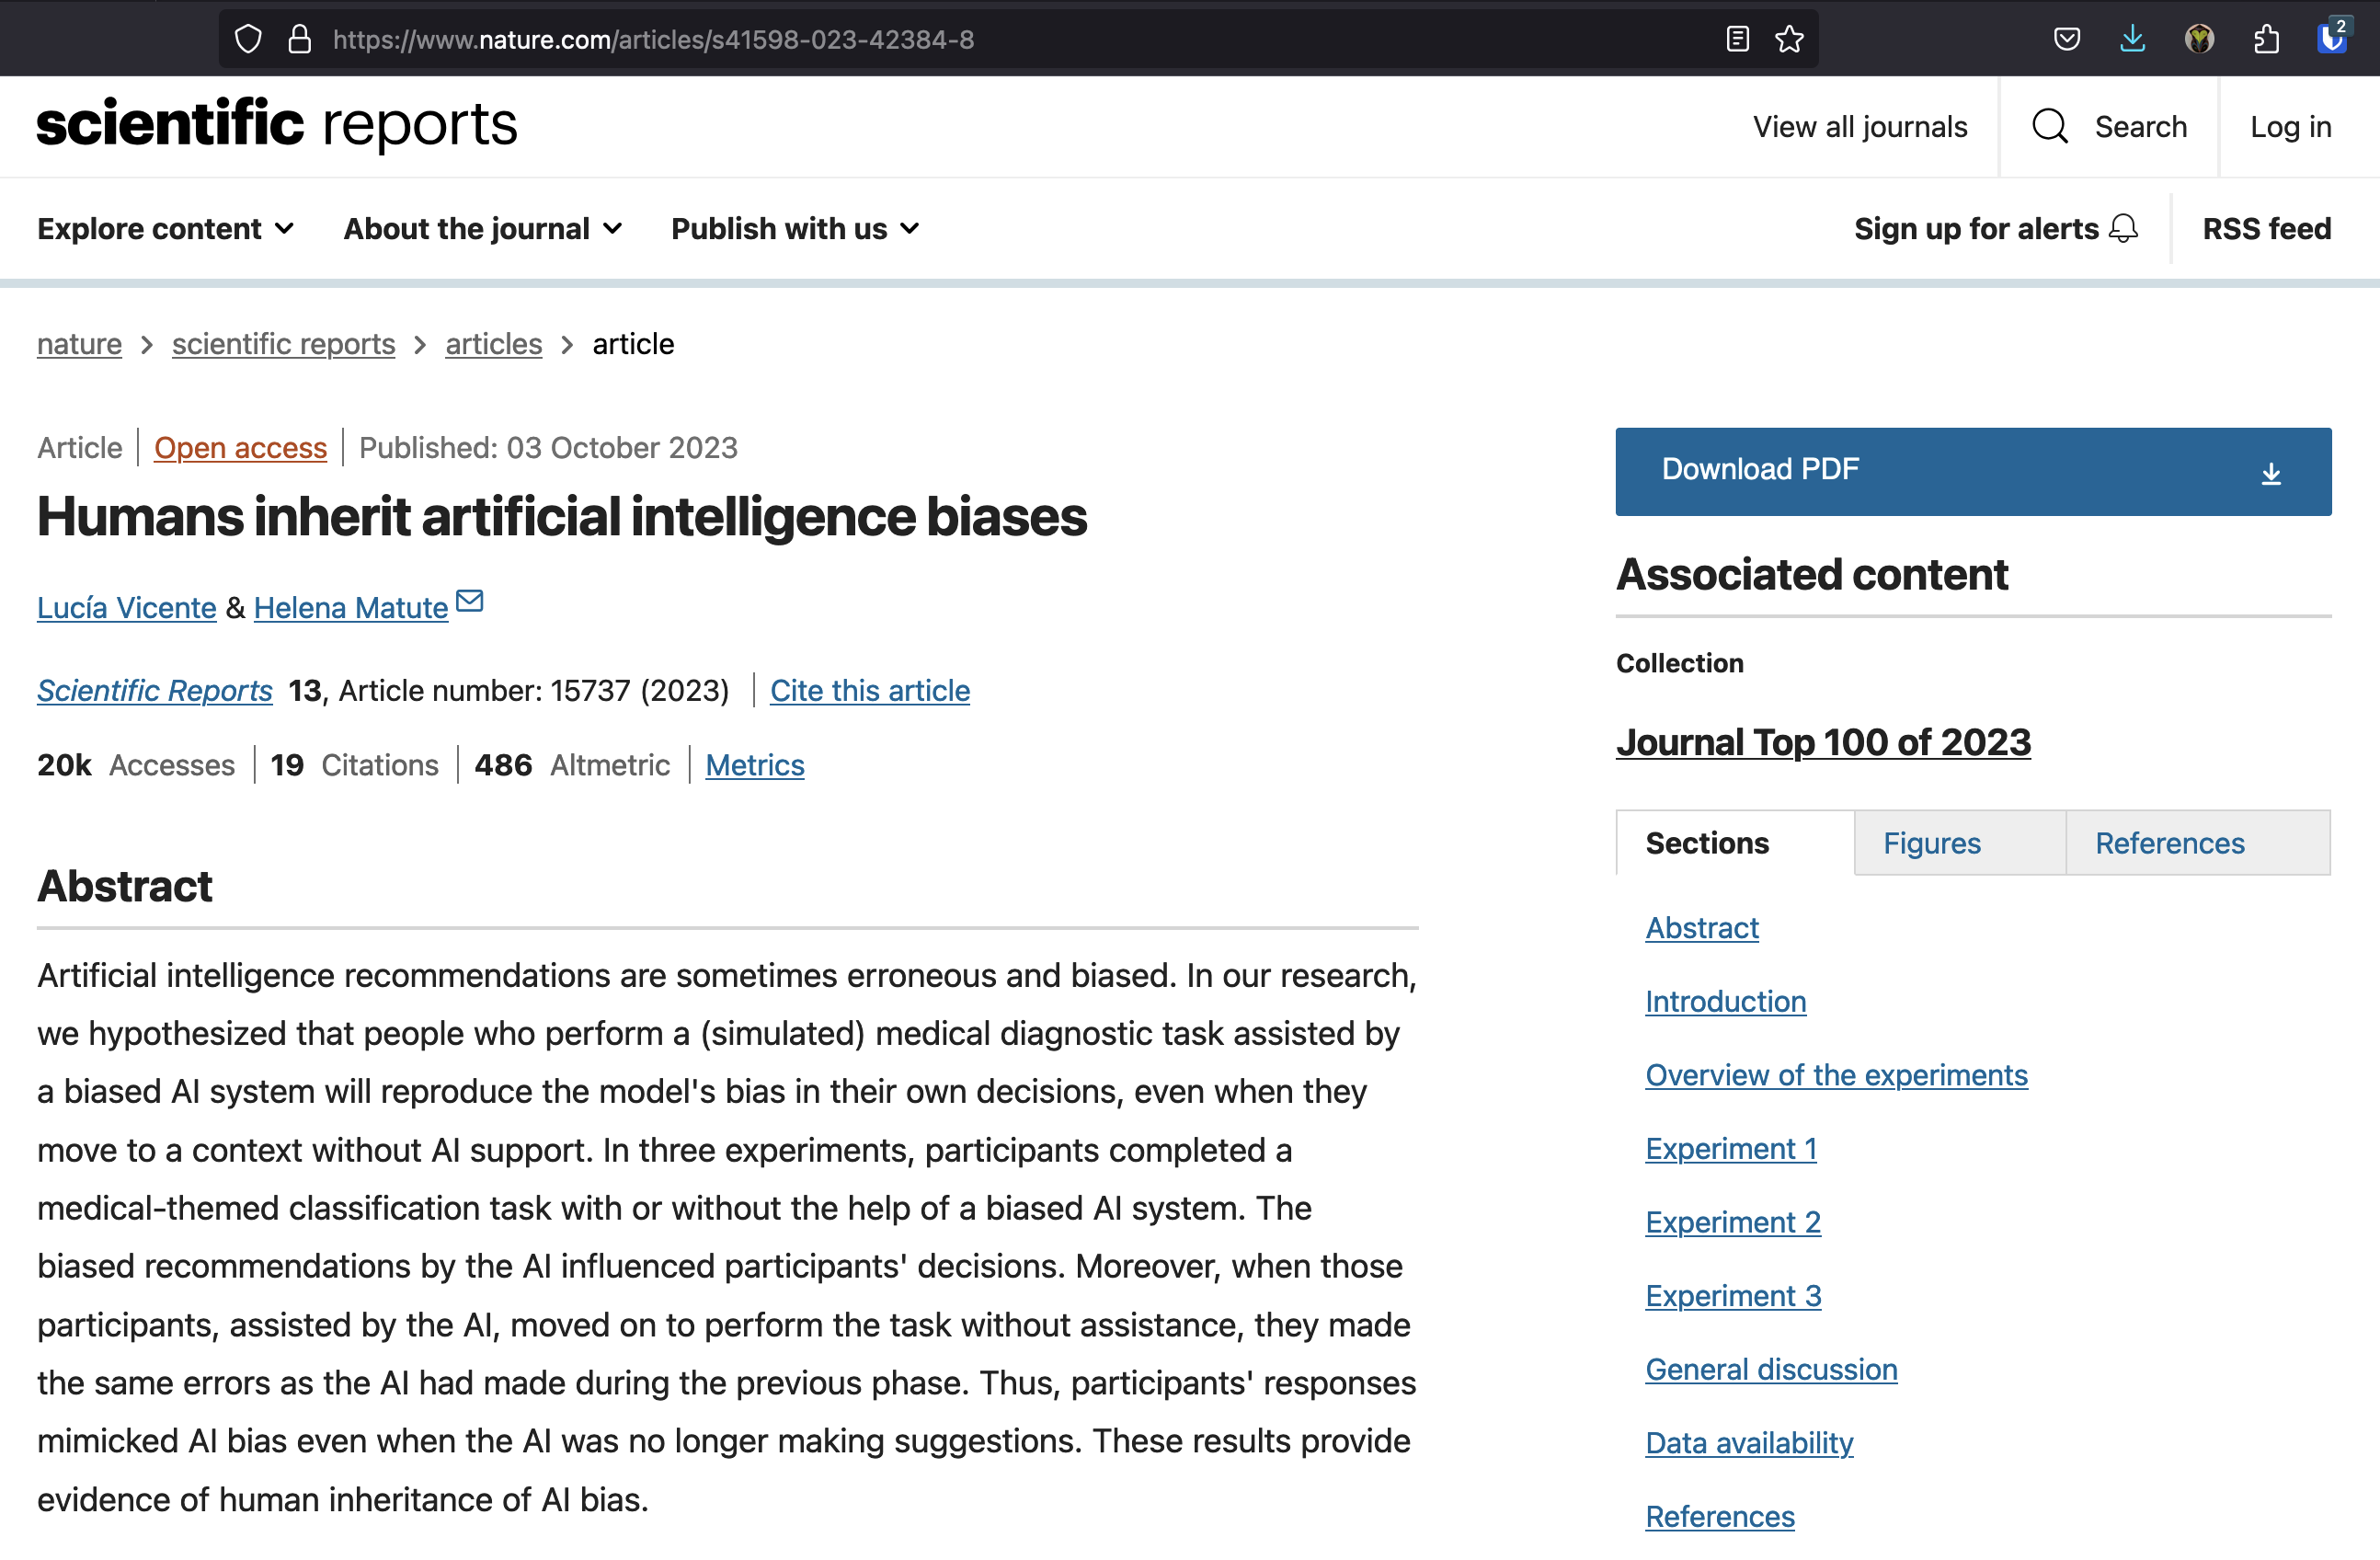 https://www.nature.com/articles/s41598-023-42384-8
2
scientific reports
View all journals
Search
Log in
Explore content
About the journal
Publish with us
Sign up for alerts
RSS feed
nature > scientific reports > articles > article
Article | Open access | Published: 03 October 2023
Humans inherit artificial intelligence biases
Lucía Vicente & Helena Matute
Scientific Reports 13, Article number: 15737 (2023) | Cite this article
20k Accesses | 19 Citations | 486 Altmetric | Metrics
Abstract
Artificial intelligence recommendations are sometimes erroneous and biased. In our research,
we hypothesized that people who perform a (simulated) medical diagnostic task assisted by
a biased AI system will reproduce the model's bias in their own decisions, even when they
move to a context without AI support. In three experiments, participants completed a
medical-themed classification task with or without the help of a biased AI system. The
biased recommendations by the AI influenced participants' decisions. Moreover, when those
participants, assisted by the AI, moved on to perform the task without assistance, they made
the same errors as the AI had made during the previous phase. Thus, participants' responses
mimicked AI bias even when the AI was no longer making suggestions. These results provide
evidence of human inheritance of AI bias.
Download PDF
Associated content
Collection
Journal Top 100 of 2023
Sections
Figures
References
Abstract
Introduction
Overview of the experiments
Experiment 1
Experiment 2
Experiment 3
General discussion
Data availability
References